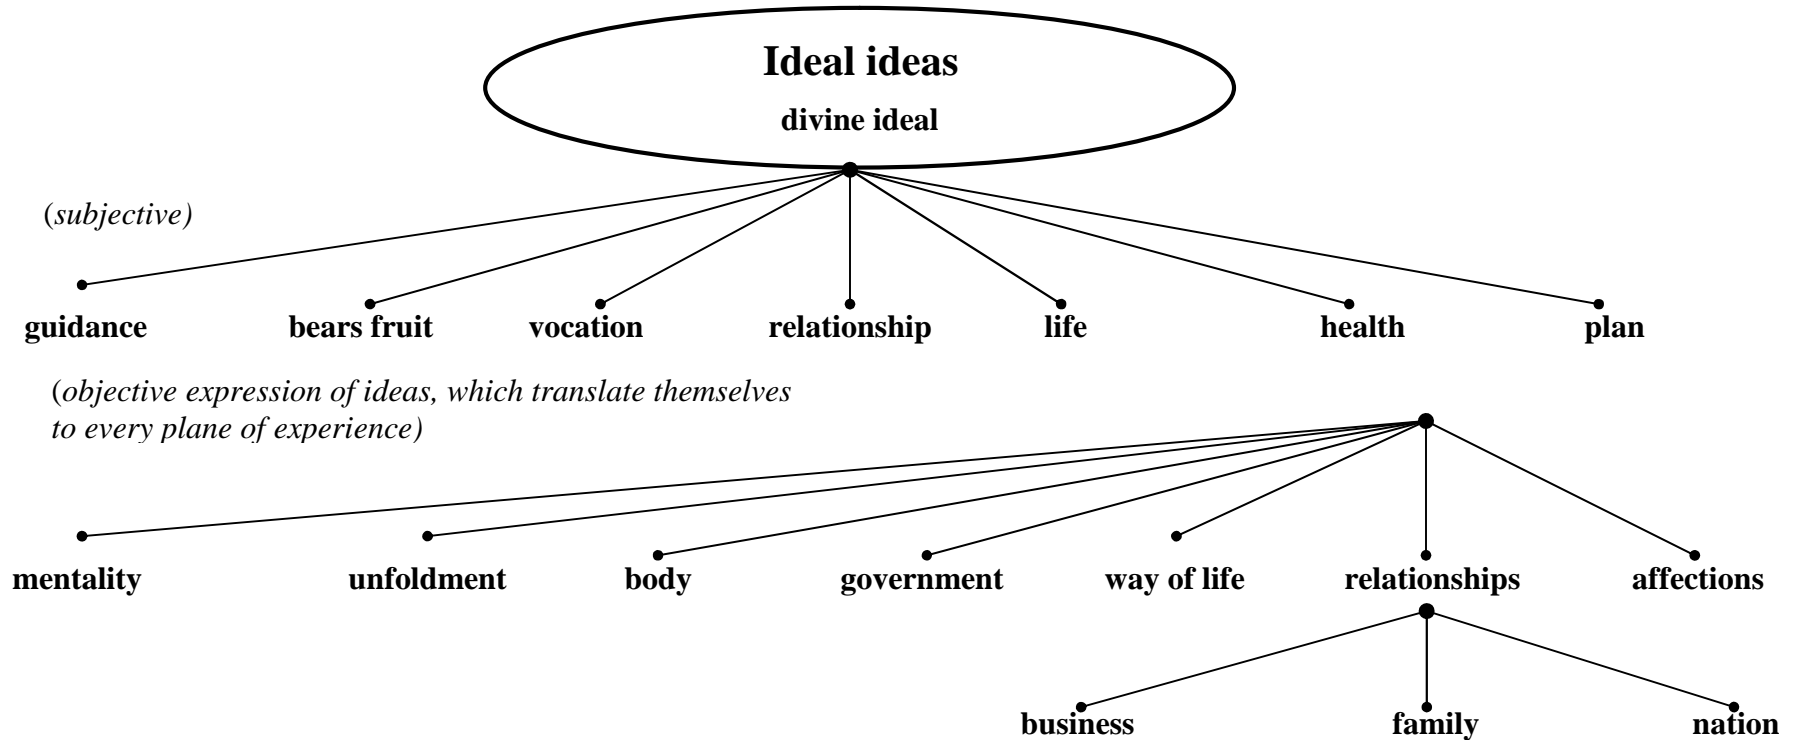 Ideal ideas
divine ideal
(subjective)
guidance bears fruit vocation relationship life health plan
(objective expression of ideas, which translate themselves
to every plane of experience)
mentality unfoldment body government way of life relationships affections
business family nation